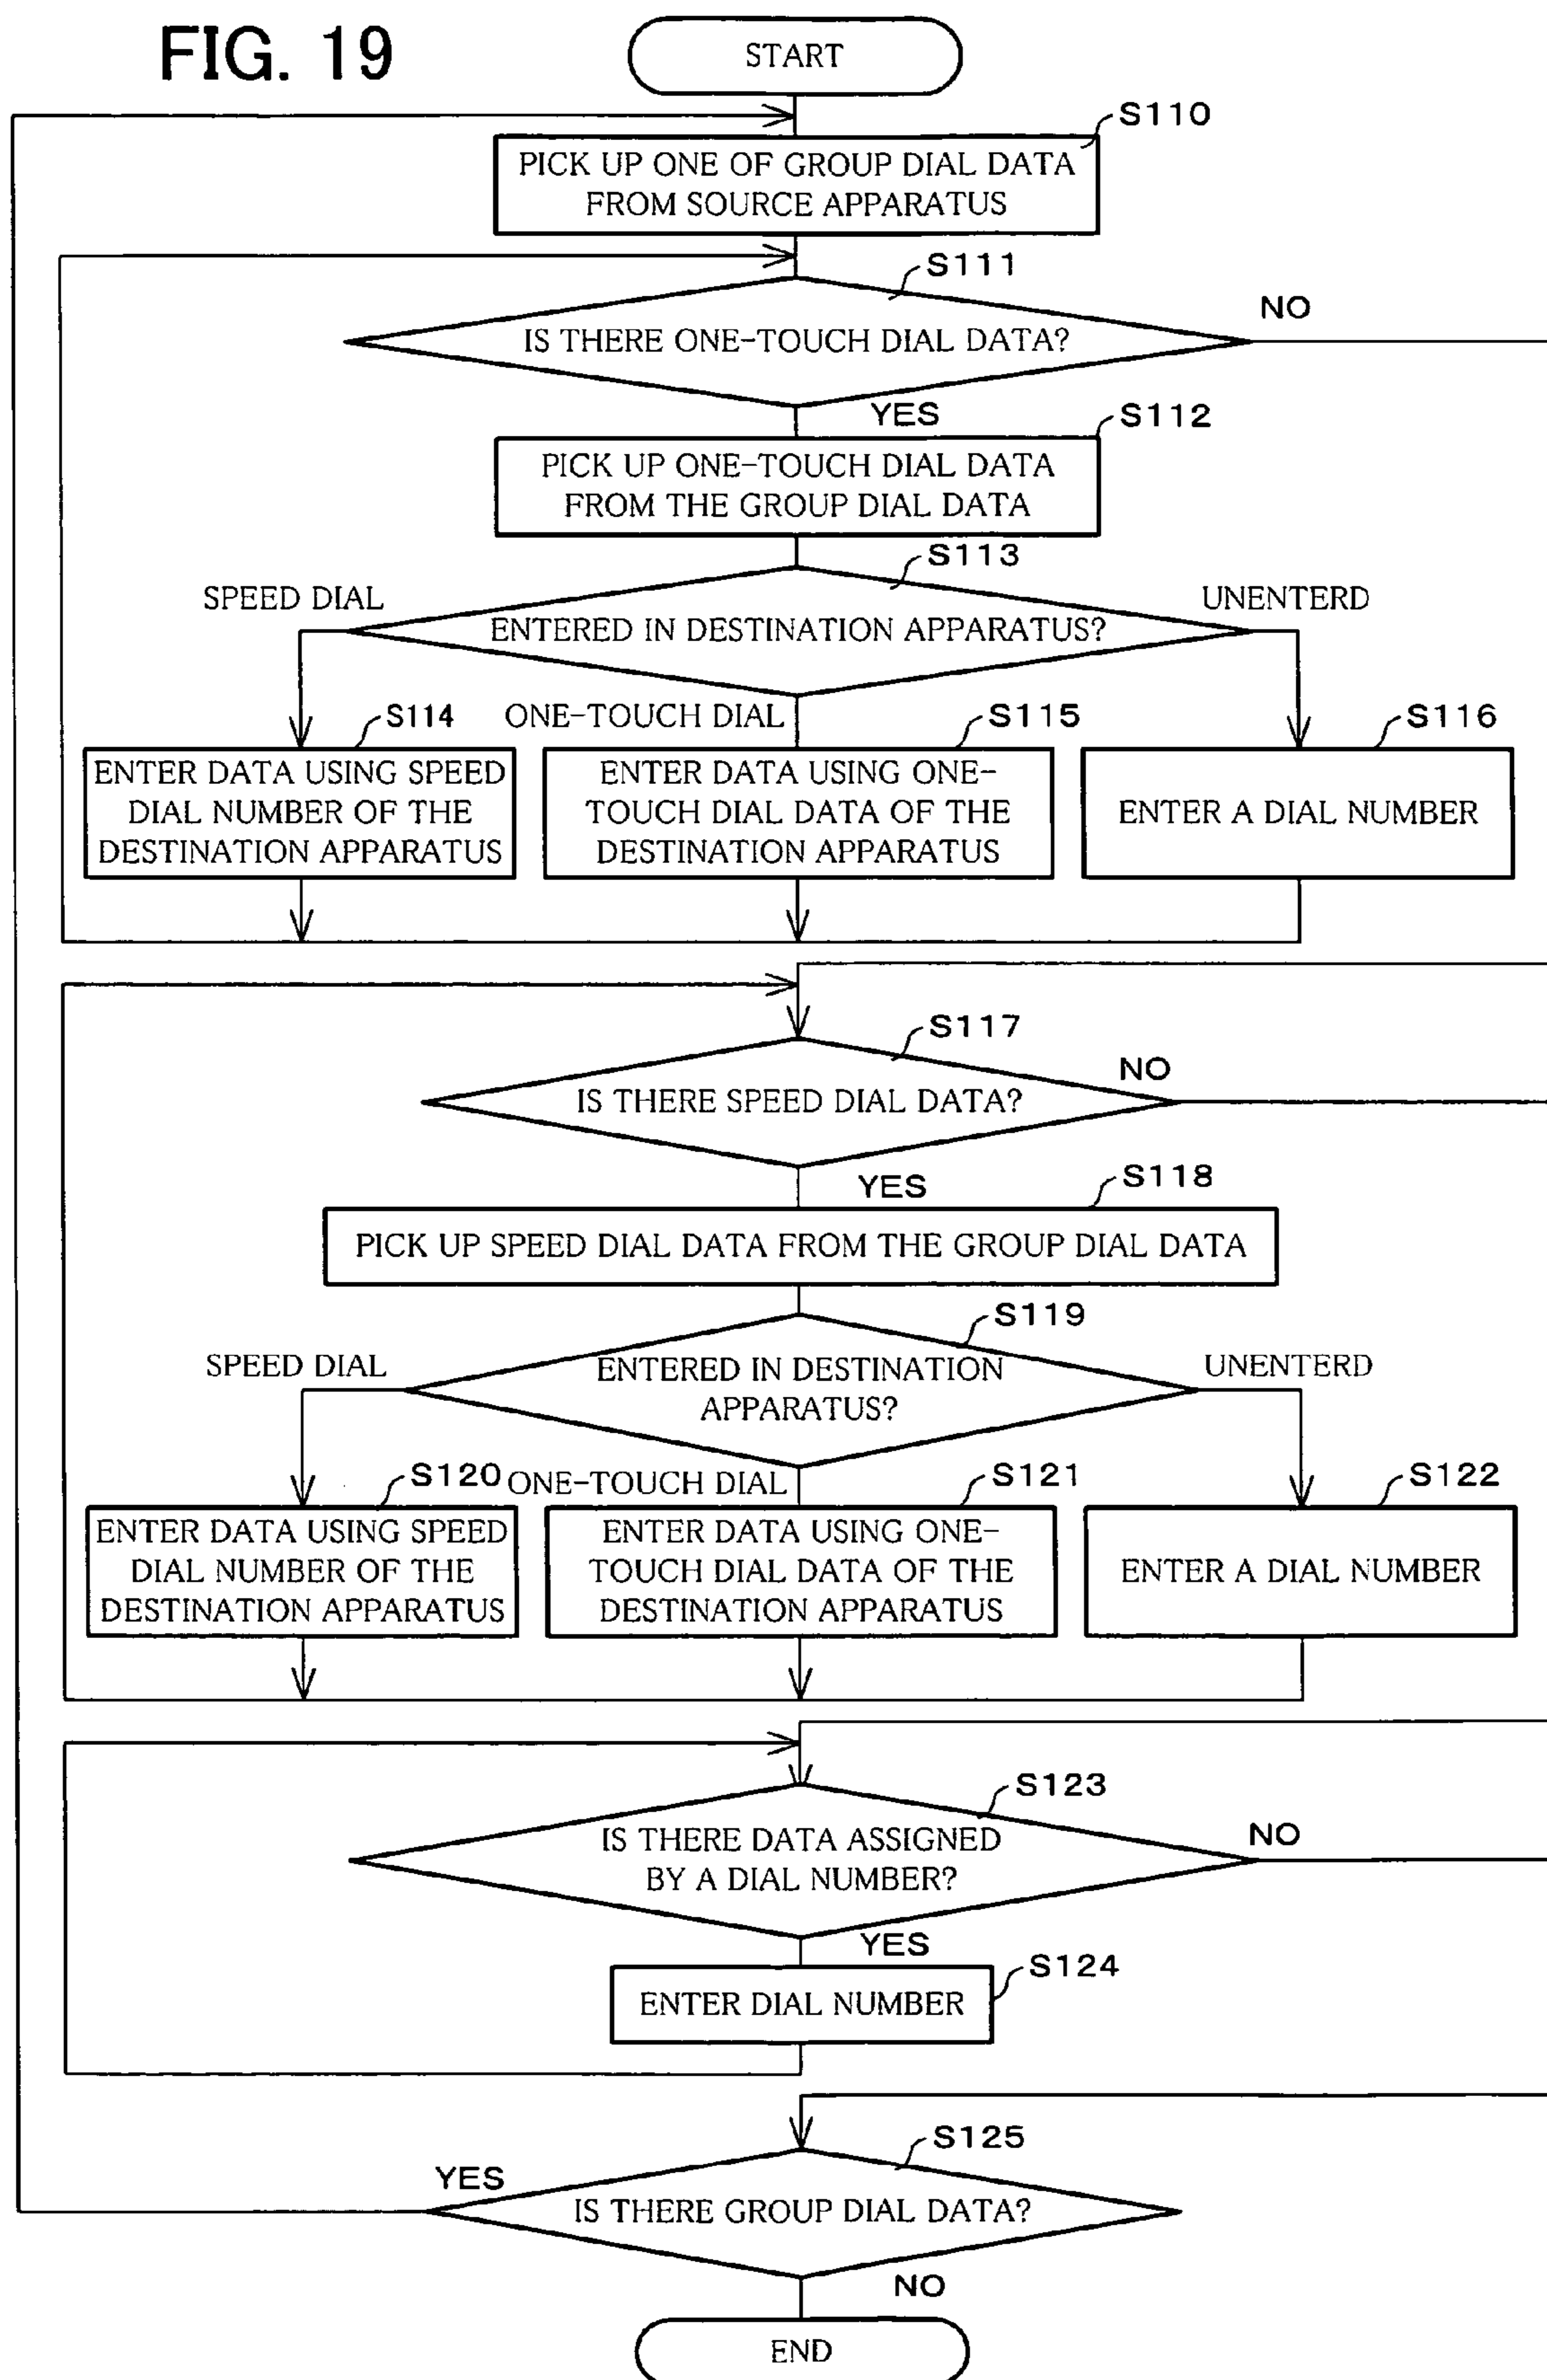 FIG. 19
START
S110
PICK UP ONE OF GROUP DIAL DATA
FROM SOURCE APPARATUS
S111
NO
IS THERE ONE-TOUCH DIAL DATA?
YES
S112
PICK UP ONE-TOUCH DIAL DATA
FROM THE GROUP DIAL DATA
S113
SPEED DIAL
UNENTERD
ENTERED IN DESTINATION APPARATUS?
S114
ONE-TOUCH DIAL
S115
S116
ENTER DATA USING SPEED
DIAL NUMBER OF THE
DESTINATION APPARATUS
ENTER DATA USING ONE-
TOUCH DIAL DATA OF THE
DESTINATION APPARATUS
ENTER A DIAL NUMBER
S117
NO
IS THERE SPEED DIAL DATA?
YES
S118
PICK UP SPEED DIAL DATA FROM THE GROUP DIAL DATA
S119
SPEED DIAL
UNENTERD
ENTERED IN DESTINATION
APPARATUS?
S120
ONE-TOUCH DIAL
S121
S122
ENTER DATA USING SPEED
DIAL NUMBER OF THE
DESTINATION APPARATUS
ENTER DATA USING ONE-
TOUCH DIAL DATA OF THE
DESTINATION APPARATUS
ENTER A DIAL NUMBER
S123
NO
IS THERE DATA ASSIGNED
BY A DIAL NUMBER?
YES
S124
ENTER DIAL NUMBER
S125
YES
IS THERE GROUP DIAL DATA?
NO
END